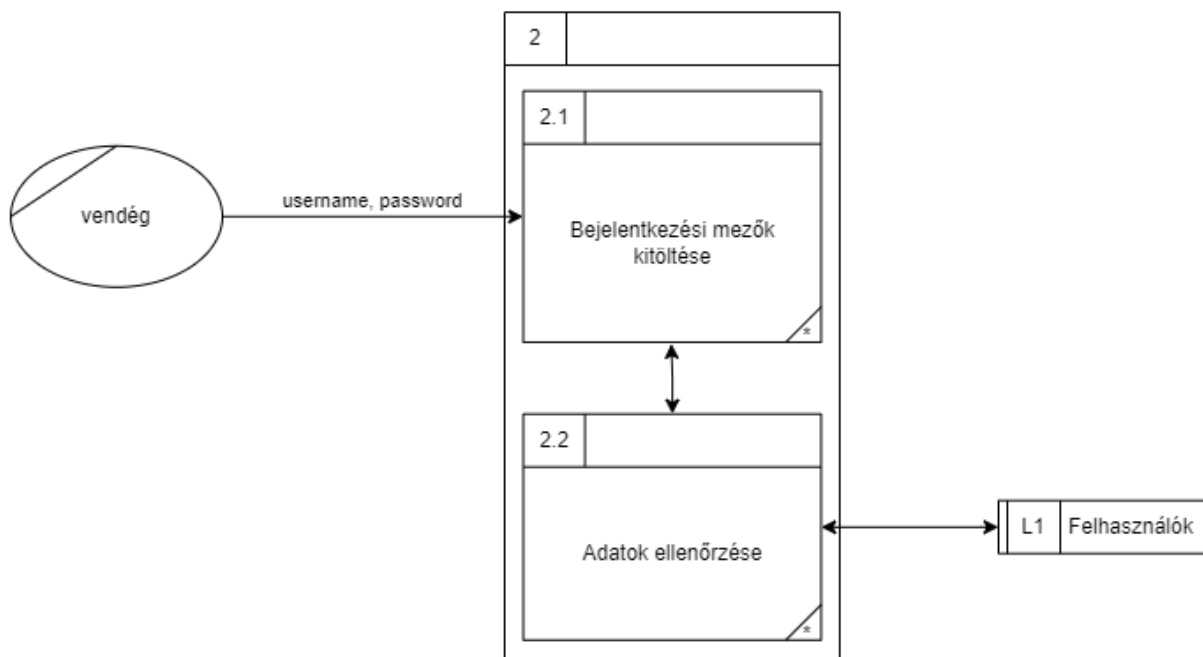 2
2.1
vendég
username, password
Bejelentkezési mezők
kitöltése
*
2.2
L1 Felhasználók
Adatok ellenőrzése
*